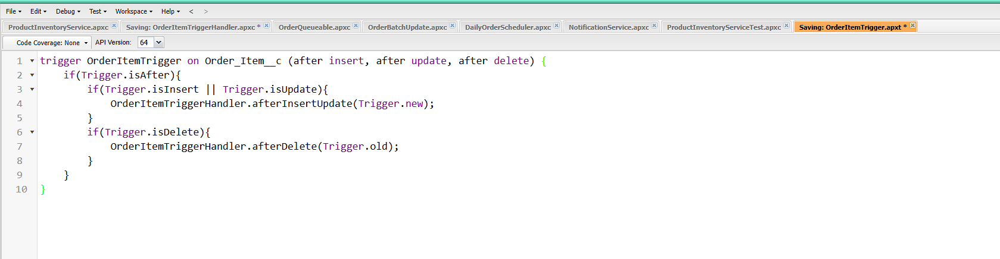 File Edit Debug Test Workspace Help < >
ProductInventoryService.apxc Saving: OrderItemTriggerHandler.apxc * OrderQueueable.apxc OrderBatchUpdate.apxc DailyOrderScheduler.apxc NotificationService.apxc ProductInventoryServiceTest.apxc Saving: OrderItemTrigger.apxt *
Code Coverage: None API Version: 64
1 trigger OrderItemTrigger on Order_Item__c (after insert, after update, after delete) {
2 if(Trigger.isAfter){
3 if(Trigger.isInsert || Trigger.isUpdate){
4 OrderItemTriggerHandler.afterInsertUpdate(Trigger.new);
5 }
6 if(Trigger.isDelete){
7 OrderItemTriggerHandler.afterDelete(Trigger.old);
8 }
9 }
10 }